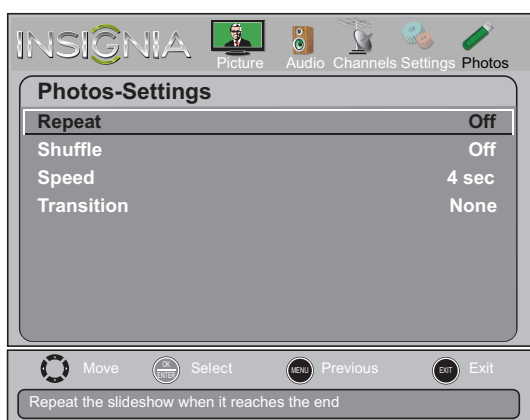 INSIGNIA
Picture Audio Channels Settings Photos
Photos-Settings
Repeat Off
Shuffle Off
Speed 4 sec
Transition None
Move OK ENTER Select MENU Previous EXIT Exit
Repeat the slideshow when it reaches the end